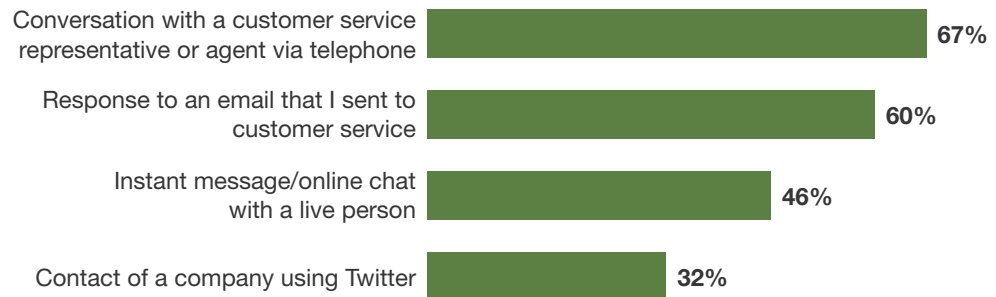 Conversation with a customer service
representative or agent via telephone
67%
Response to an email that I sent to
customer service
60%
Instant message/online chat
with a live person
46%
Contact of a company using Twitter
32%